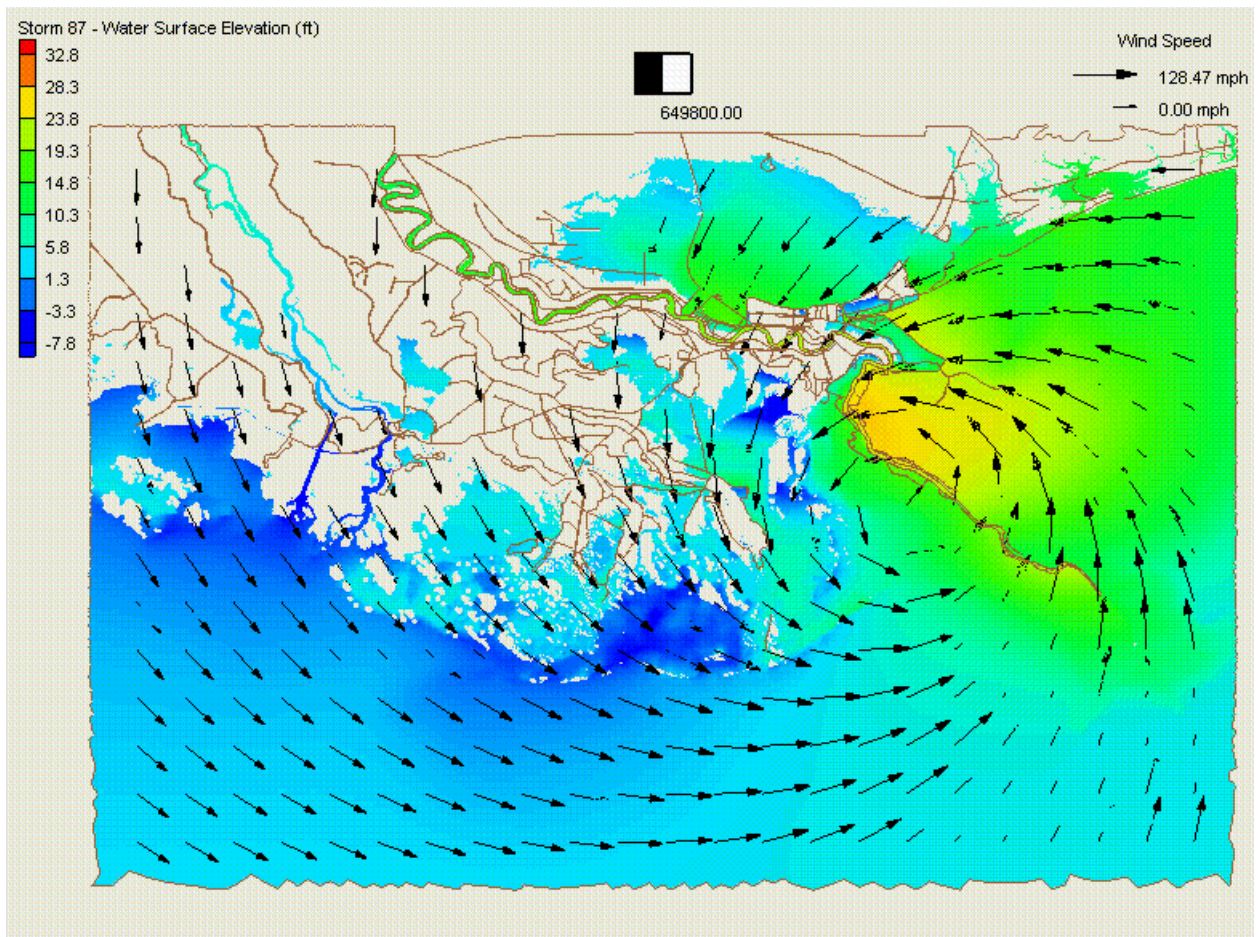 Storm 87 - Water Surface Elevation (ft)
32.8
28.3
23.8
19.3
14.8
10.3
5.8
1.3
-3.3
-7.8
649800.00
Wind Speed
128.47 mph
0.00 mph